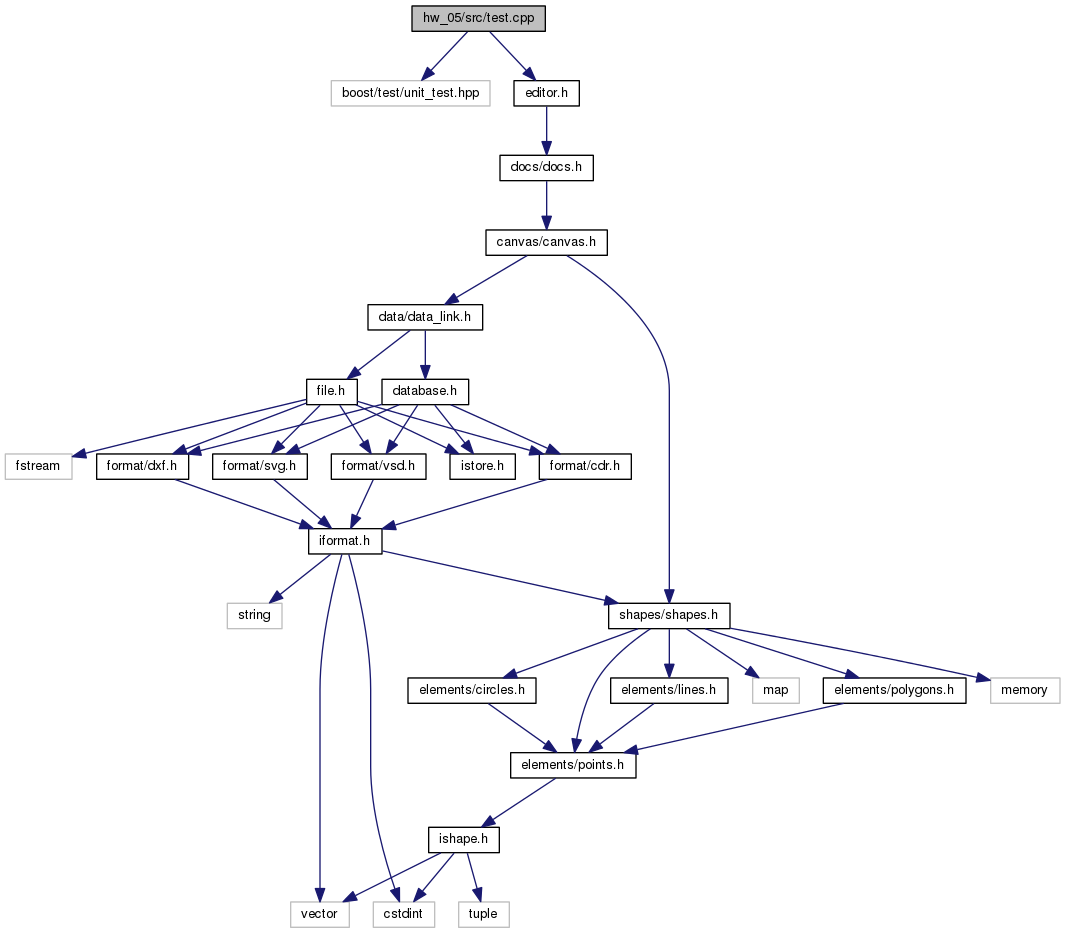 hw_05/src/test.cpp
boost/test/unit_test.hpp
editor.h
docs/docs.h
canvas/canvas.h
data/data_link.h
file.h
database.h
fstream
format/dxf.h
format/svg.h
format/vsd.h
istore.h
format/cdr.h
iformat.h
string
shapes/shapes.h
elements/circles.h
elements/lines.h
map
elements/polygons.h
memory
elements/points.h
ishape.h
vector
cstdint
tuple